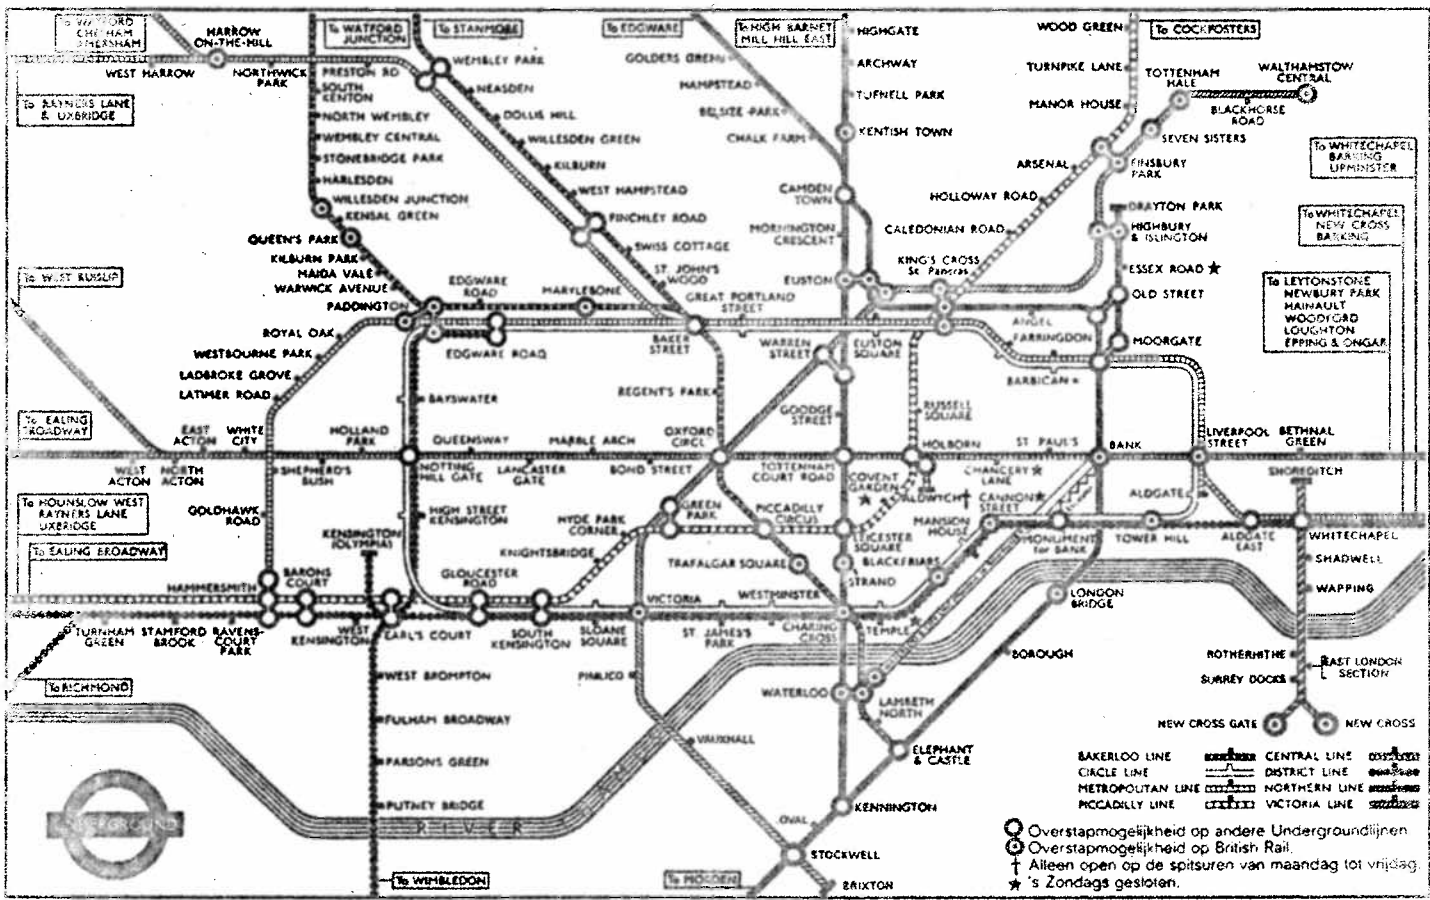 To WATFORD
CHESHAM
AMERSHAM
HARROW
ON-THE-HILL
To WATFORD
JUNCTION
To STANMORE
To EDGWARE
To HIGH BARNET
MILL HILL EAST
HIGHGATE
WOOD GREEN
To COCKFOSTERS
WEST HARROW
NORTHWICK
PARK
PRESTON RD
WEMBLEY PARK
GOLDERS GREEN
ARCHWAY
TURNPIKE LANE
TOTTENHAM
HALE
WALTHAMSTOW
CENTRAL
To RAYNERS LANE
& UXBRIDGE
SOUTH
KENTON
NEASDEN
HAMPSTEAD
TUFNELL PARK
MANOR HOUSE
BLACKHORSE
ROAD
NORTH WEMBLEY
DOLLIS HILL
BELSIZE PARK
WEMBLEY CENTRAL
WILLESDEN GREEN
CHALK FARM
KENTISH TOWN
SEVEN SISTERS
STONEBRIDGE PARK
KILBURN
ARSENAL
FINSBURY
PARK
To WHITECHAPEL
BARKING
UPMINSTER
HARLESDEN
WEST HAMPSTEAD
CAMDEN
TOWN
HOLLOWAY ROAD
WILLESDEN JUNCTION
KENSAL GREEN
FINCHLEY ROAD
MORNINGTON
CRESCENT
CALEDONIAN ROAD
DRAYTON PARK
HIGHBURY
& ISLINGTON
To WHITECHAPEL
NEW CROSS
BARKING
QUEEN'S PARK
KILBURN PARK
MAIDA VALE
WARWICK AVENUE
SWISS COTTAGE
ST. JOHN'S
WOOD
KING'S CROSS
St. Pancras
ESSEX ROAD ★
To WEST RUISLIP
EDGWARE
ROAD
MARYLEBONE
GREAT PORTLAND
STREET
EUSTON
OLD STREET
To LEYTONSTONE
NEWBURY PARK
HAINAULT
WOODFORD
LOUGHTON
EPPING & ONGAR
PADDINGTON
ROYAL OAK
WESTBOURNE PARK
LADBROKE GROVE
LATIMER ROAD
EDGWARE ROAD
BAKER
STREET
WARREN
STREET
EUSTON
SQUARE
ANGEL
FARRINGDON
MOORGATE
BARBICAN
BAYSWATER
REGENT'S PARK
GOODGE
STREET
RUSSELL
SQUARE
To EALING
BROADWAY
EAST
ACTON
WHITE
CITY
HOLLAND
PARK
QUEENSWAY
MARBLE ARCH
OXFORD
CIRCUS
HOLBORN
ST PAUL'S
BANK
LIVERPOOL
STREET
BETHNAL
GREEN
WEST
ACTON
NORTH
ACTON
SHEPHERD'S
BUSH
NOTTING
HILL GATE
LANCASTER
GATE
BOND STREET
TOTTENHAM
COURT ROAD
COVENT
GARDEN
★
CHANCERY ★
LANE
SHOREDITCH
To HOUNSLOW WEST
RAYNERS LANE
UXBRIDGE
GOLDHAWK
ROAD
HIGH STREET
KENSINGTON
HYDE PARK
CORNER
GREEN
PARK
PICCADILLY
CIRCUS
ALDWYCH †
CANNON ★
STREET
ALDGATE
To EALING BROADWAY
KENSINGTON
(OLYMPIA)
KNIGHTSBRIDGE
LEICESTER
SQUARE
MANSION
HOUSE
MONUMENT
for BANK
TOWER HILL
ALDGATE
EAST
WHITECHAPEL
HAMMERSMITH
BARONS
COURT
GLOUCESTER
ROAD
TRAFALGAR SQUARE
STRAND
BLACKFRIARS
SHADWELL
VICTORIA
WESTMINSTER
LONDON
BRIDGE
WAPPING
TURNHAM
GREEN
STAMFORD
BROOK
RAVENS-
COURT
PARK
WEST
KENSINGTON
EARL'S COURT
SOUTH
KENSINGTON
SLOANE
SQUARE
ST. JAMES'S
PARK
CHARING
CROSS
TEMPLE ★
To RICHMOND
WEST BROMPTON
PIMLICO
WATERLOO
LAMBETH
NORTH
BOROUGH
ROTHERHITHE
SURREY DOCKS
EAST LONDON
SECTION
FULHAM BROADWAY
VAUXHALL
ELEPHANT
& CASTLE
NEW CROSS GATE
NEW CROSS
PARSONS GREEN
PUTNEY BRIDGE
KENNINGTON
OVAL
UNDERGROUND
RIVER
STOCKWELL
To WIMBLEDON
To MORDEN
BRIXTON
BAKERLOO LINE
CENTRAL LINE
CIRCLE LINE
DISTRICT LINE
METROPOLITAN LINE
NORTHERN LINE
PICCADILLY LINE
VICTORIA LINE
Overstapmogelijkheid op andere Undergroundlijnen
Overstapmogelijkheid op British Rail.
† Alleen open op de spitsuren van maandag tot vrijdag.
★ 's Zondags gesloten.